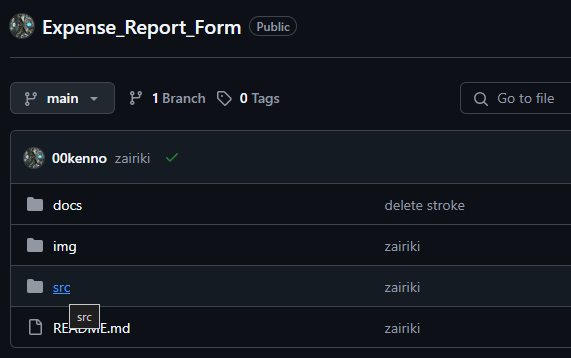 Expense_Report_Form Public
main 1 Branch 0 Tags Go to file
00kenno zairiki
docs delete stroke
img zairiki
src zairiki
src
README.md zairiki